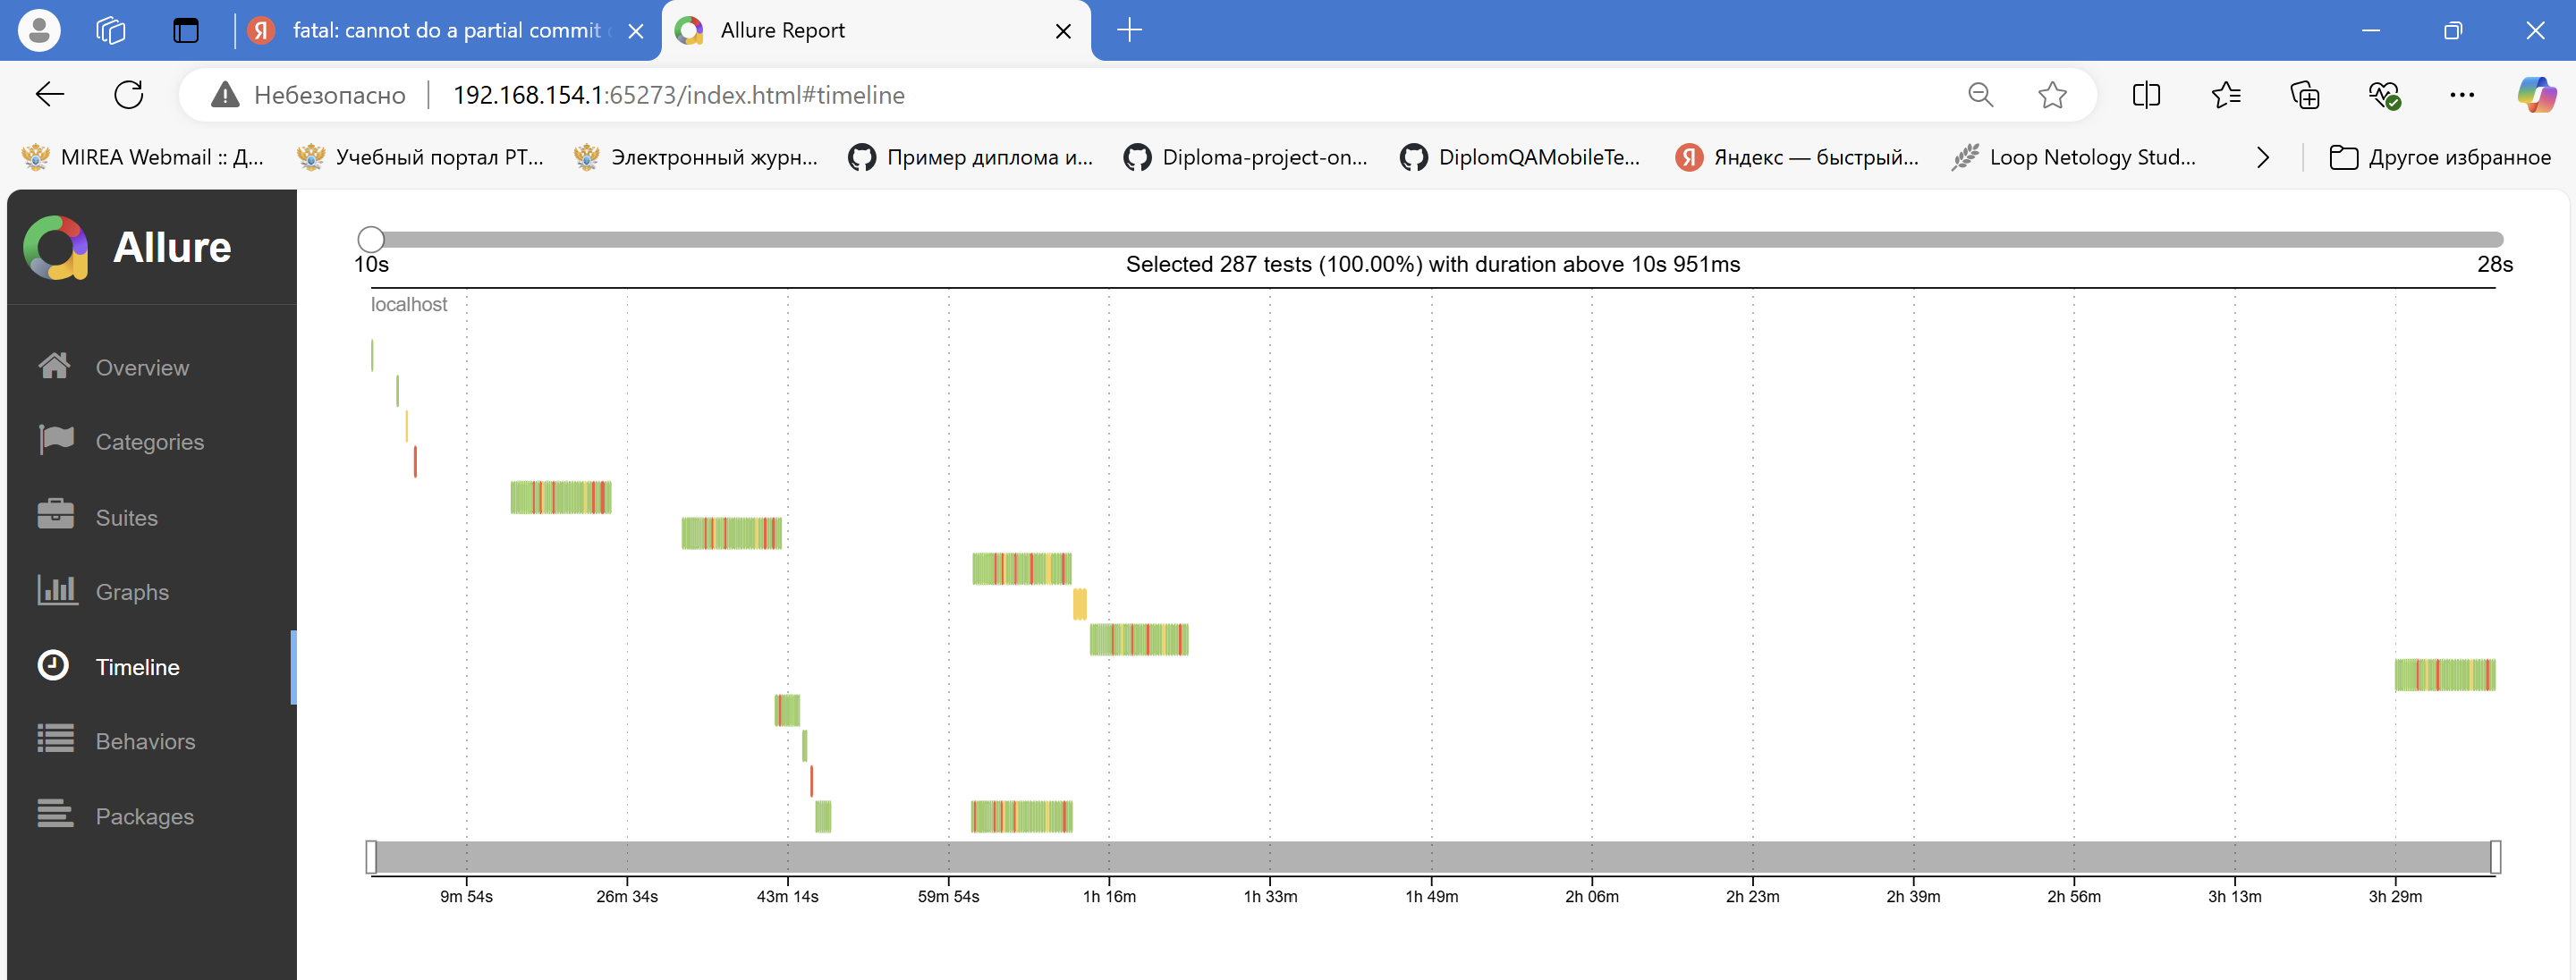 fatal: cannot do a partial commit
Allure Report
Небезопасно
192.168.154.1:65273/index.html#timeline
MIREA Webmail :: Д...
Учебный портал РТ...
Электронный журн...
Пример диплома и...
Diploma-project-on...
DiplomQAMobileTe...
Яндекс — быстрый...
Loop Netology Stud...
Другое избранное
Allure
Overview
Categories
Suites
Graphs
Timeline
Behaviors
Packages
10s
Selected 287 tests (100.00%) with duration above 10s 951ms
28s
localhost
9m 54s
26m 34s
43m 14s
59m 54s
1h 16m
1h 33m
1h 49m
2h 06m
2h 23m
2h 39m
2h 56m
3h 13m
3h 29m